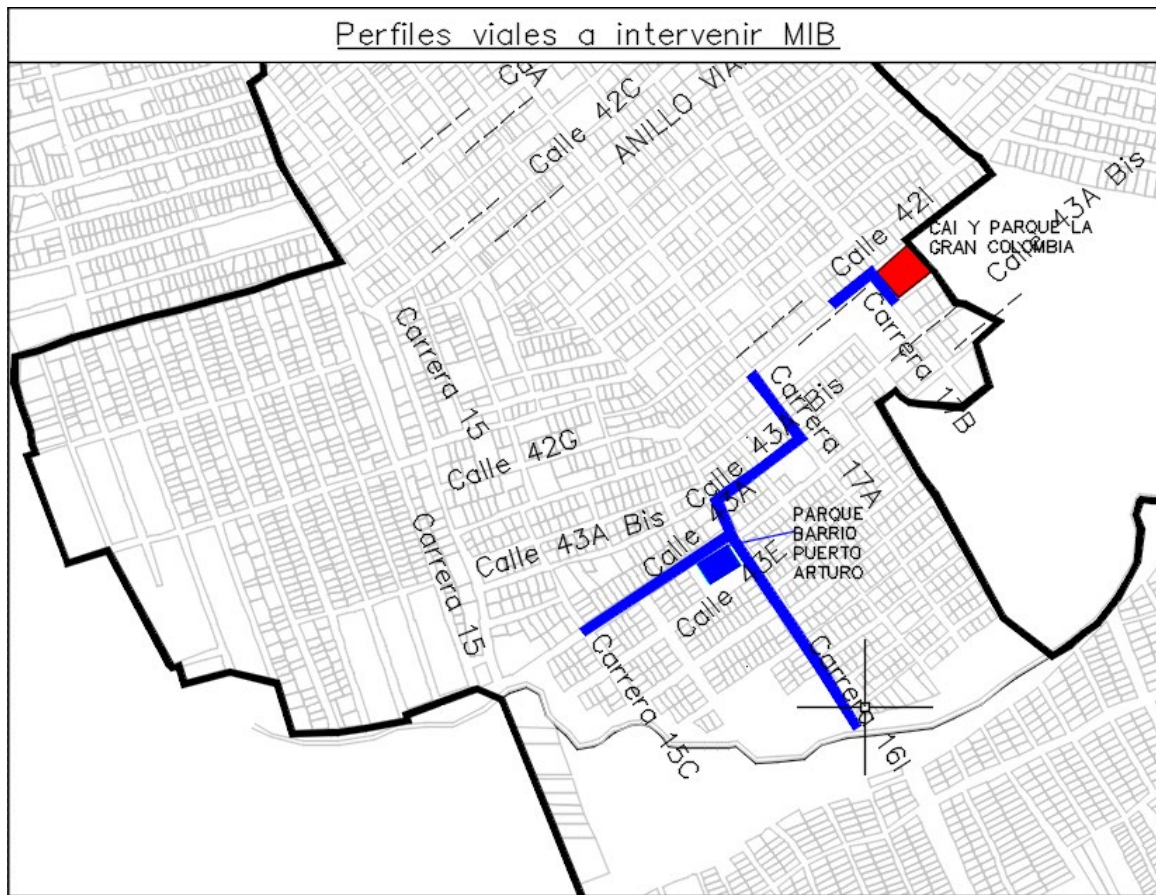 Perfiles viales a intervenir MIB
Calle 42C
ANILLO VIAL
Calle 43A Bis
Calle 42I
CAI Y PARQUE LA
GRAN COLOMBIA
Carrera 17B
Carrera 15
Carrera 17A
Calle 43A Bis
Calle 42G
Calle 43A
PARQUE
BARRIO
PUERTO
ARTURO
Calle 43A Bis
Carrera 15
Calle 43E
Carrera 15C
Carrera 16I